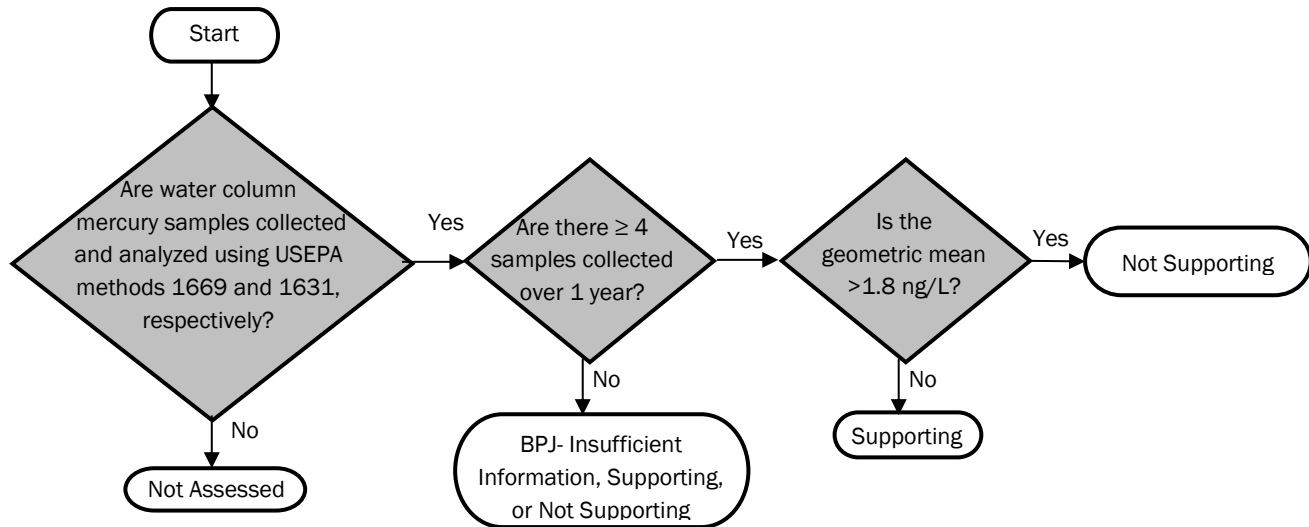 Start
Are water column
mercury samples collected
and analyzed using USEPA
methods 1669 and 1631,
respectively?
Yes
No
Not Assessed
Are there ≥ 4
samples collected
over 1 year?
Yes
No
BPJ- Insufficient
Information, Supporting,
or Not Supporting
Is the
geometric mean
>1.8 ng/L?
Yes
Not Supporting
No
Supporting